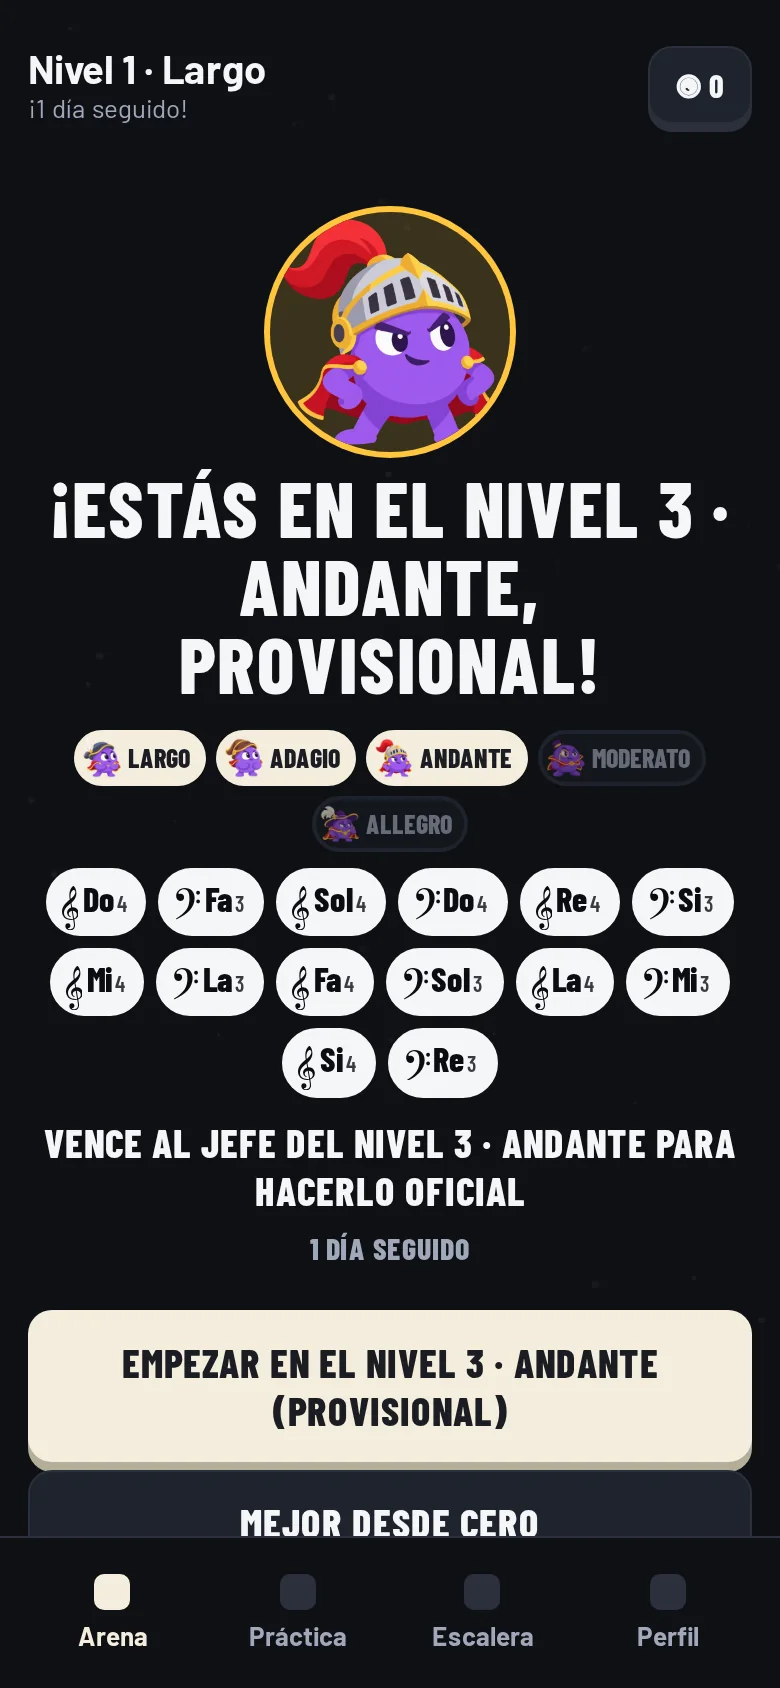 Nivel 1 · Largo
¡1 día seguido!
0
¡ESTÁS EN EL NIVEL 3 ·
ANDANTE,
PROVISIONAL!
LARGO ADAGIO ANDANTE MODERATO
ALLEGRO
𝄞Do4 𝄢Fa3 𝄞Sol4 𝄢Do4 𝄞Re4 𝄢Si3
𝄞Mi4 𝄢La3 𝄞Fa4 𝄢Sol3 𝄞La4 𝄢Mi3
𝄞Si4 𝄢Re3
VENCE AL JEFE DEL NIVEL 3 · ANDANTE PARA
HACERLO OFICIAL
1 DÍA SEGUIDO
EMPEZAR EN EL NIVEL 3 · ANDANTE
(PROVISIONAL)
MEJOR DESDE CERO
Arena Práctica Escalera Perfil